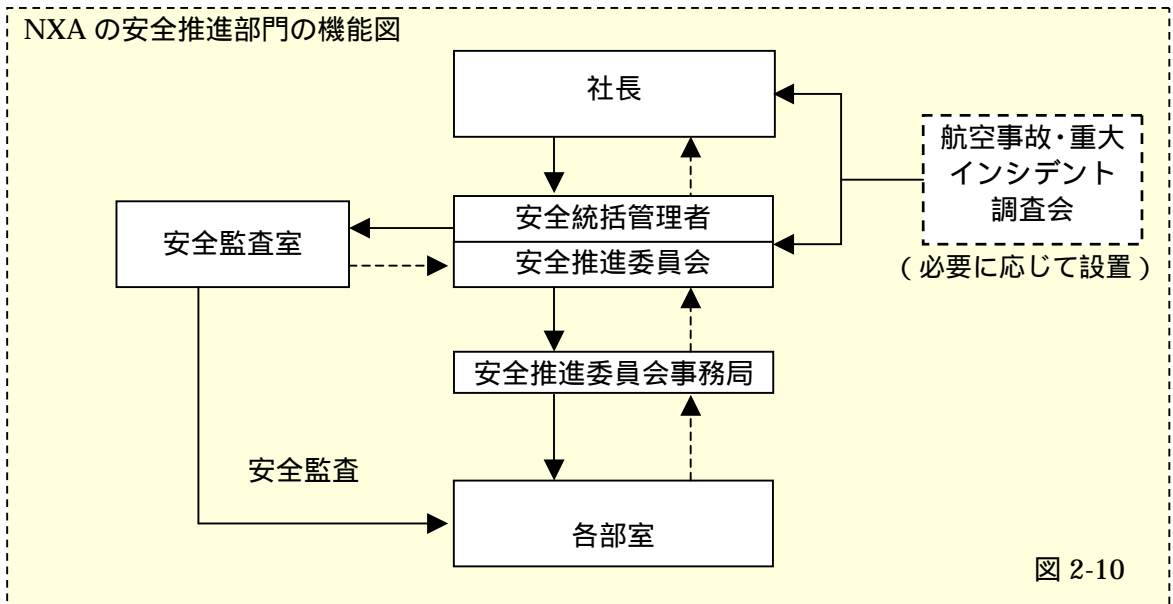 NXA の安全推進部門の機能図
社長
航空事故・重大
インシデント
調査会
(必要に応じて設置)
安全統括管理者
安全監査室
安全推進委員会
安全推進委員会事務局
安全監査
各部室
図 2-10